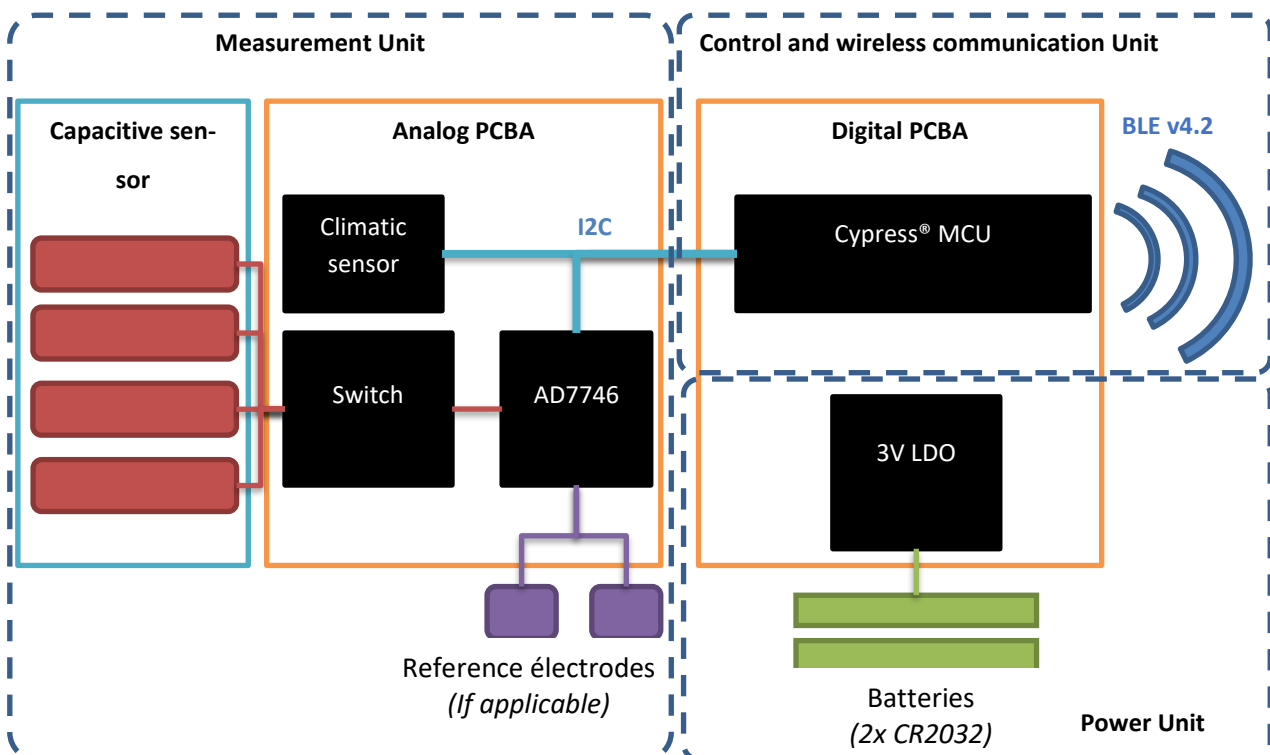 Measurement Unit
Control and wireless communication Unit
Capacitive sen-
sor
Analog PCBA
Digital PCBA
BLE v4.2
Climatic
sensor
I2C
Cypress® MCU
Switch
AD7746
3V LDO
Reference électrodes
(If applicable)
Batteries
(2x CR2032)
Power Unit